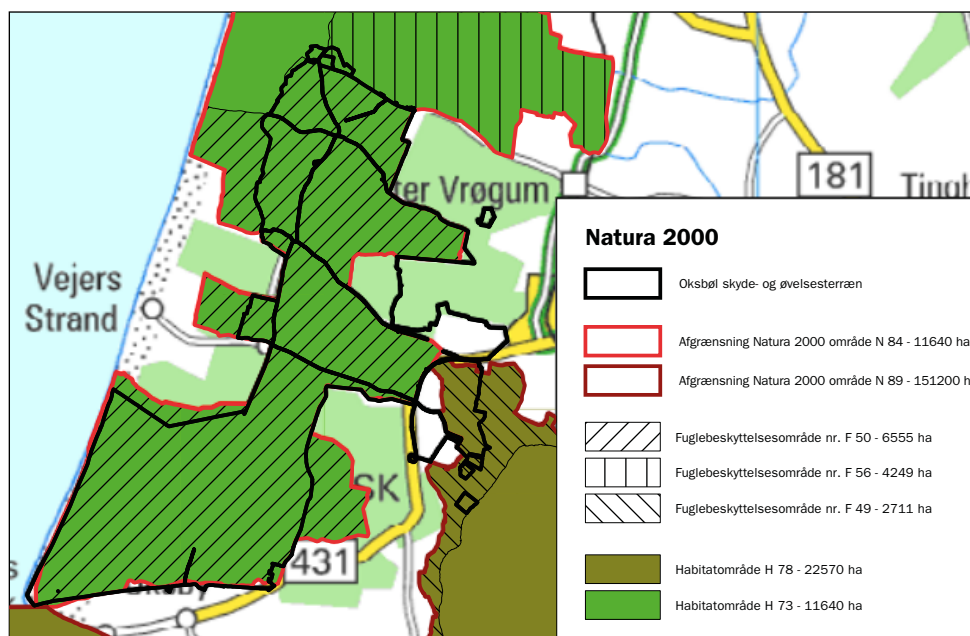 ter Vrøgum
181
Vejers
Strand
SK
431
Natura 2000
Oksbøl skyde- og øvelsesterræn
Afgrænsning Natura 2000 område N 84 - 11640 ha
Afgrænsning Natura 2000 område N 89 - 151200 h
Fuglebeskyttelsesområde nr. F 50 - 6555 ha
Fuglebeskyttelsesområde nr. F 56 - 4249 ha
Fuglebeskyttelsesområde nr. F 49 - 2711 ha
Habitatområde H 78 - 22570 ha
Habitatområde H 73 - 11640 ha